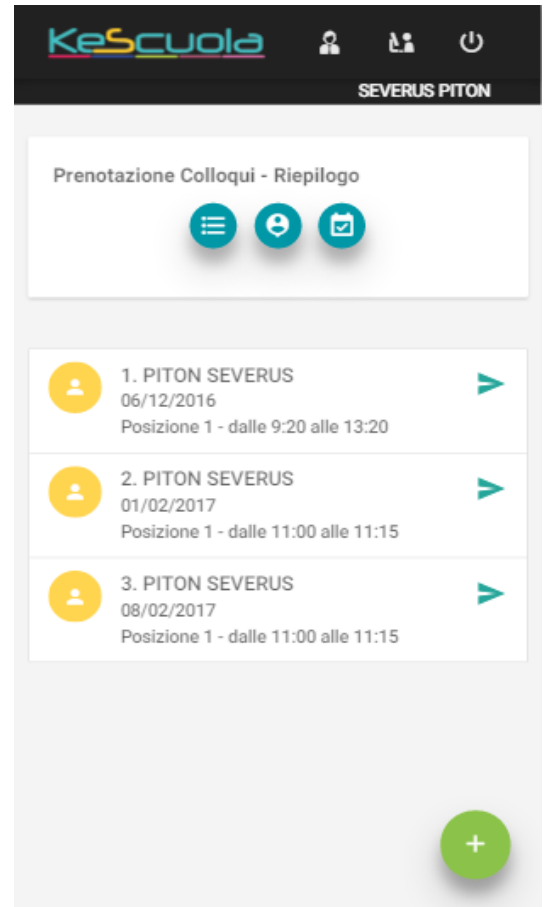 KeScuola
SEVERUS PITON
Prenotazione Colloqui - Riepilogo
1. PITON SEVERUS
06/12/2016
Posizione 1 - dalle 9:20 alle 13:20
2. PITON SEVERUS
01/02/2017
Posizione 1 - dalle 11:00 alle 11:15
3. PITON SEVERUS
08/02/2017
Posizione 1 - dalle 11:00 alle 11:15